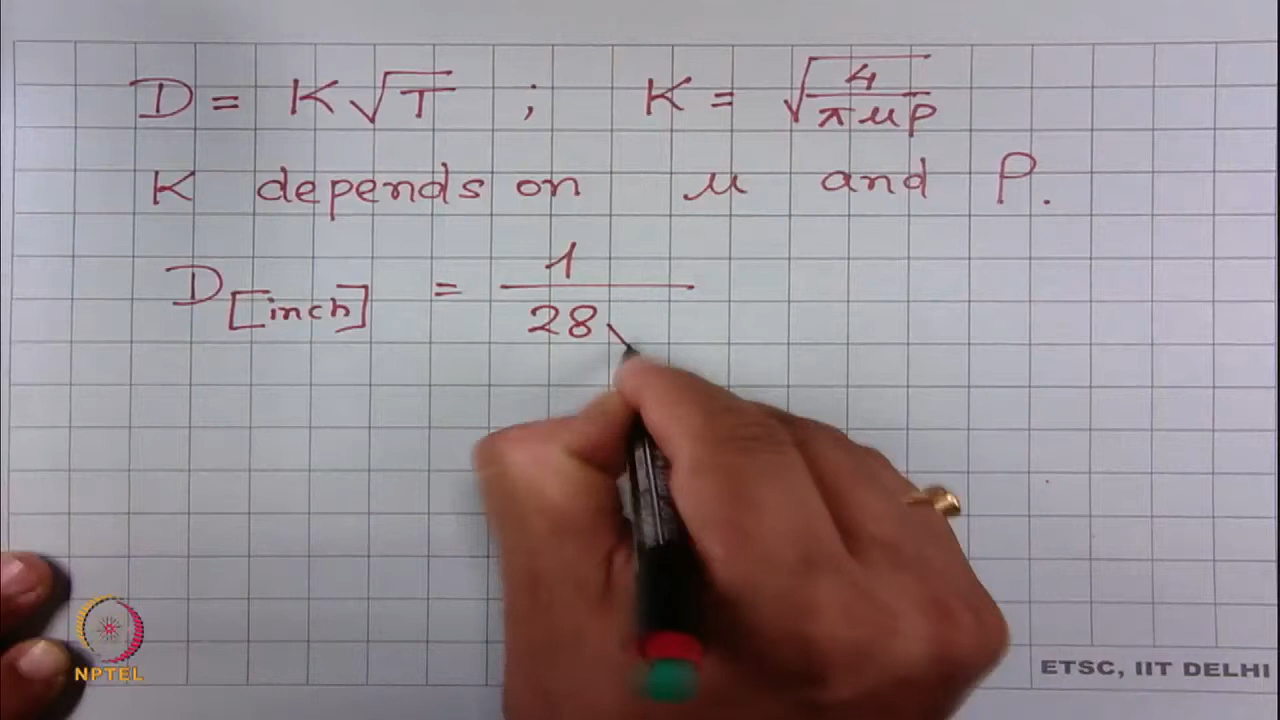 D = K√T ; K = √(4/πμρ)
K depends on μ and ρ.
D[inch] = 1/28√
NPTEL
ETSC, IIT DELHI